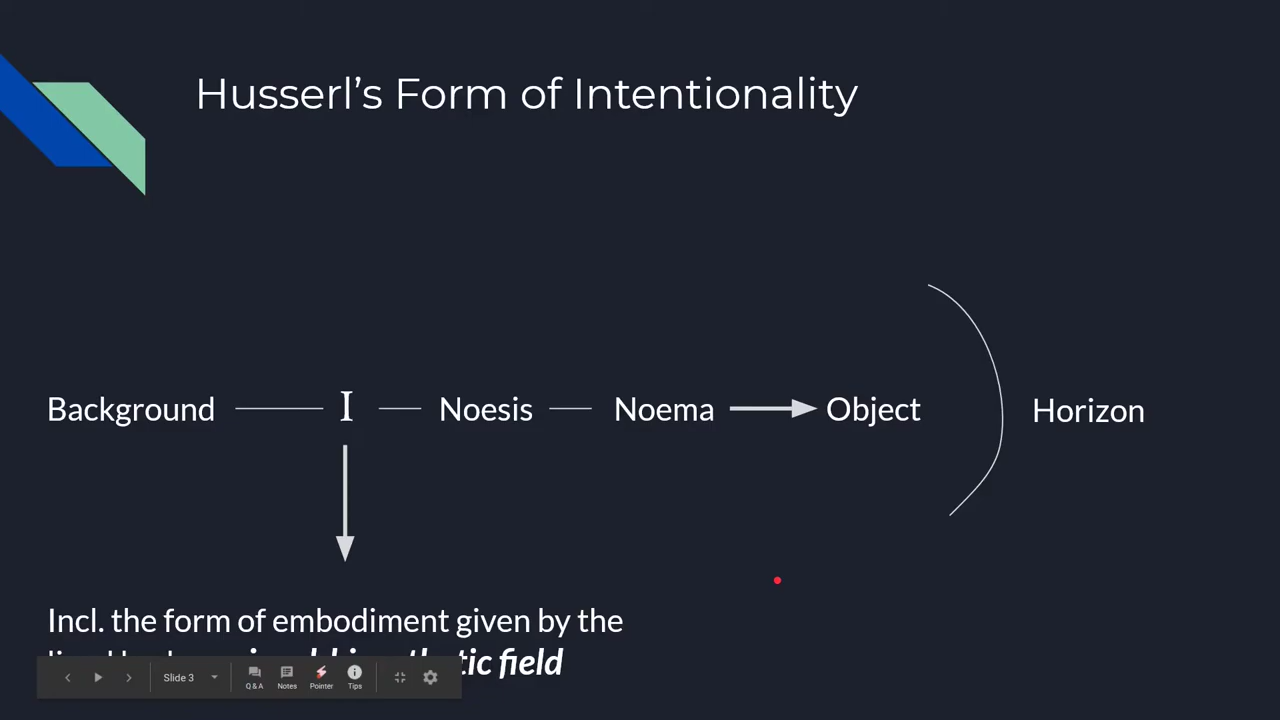 Husserl's Form of Intentionality
Background I Noesis Noema Object Horizon
Incl. the form of embodiment given by the
field
Slide 3
Q & A Notes Pointer Tips